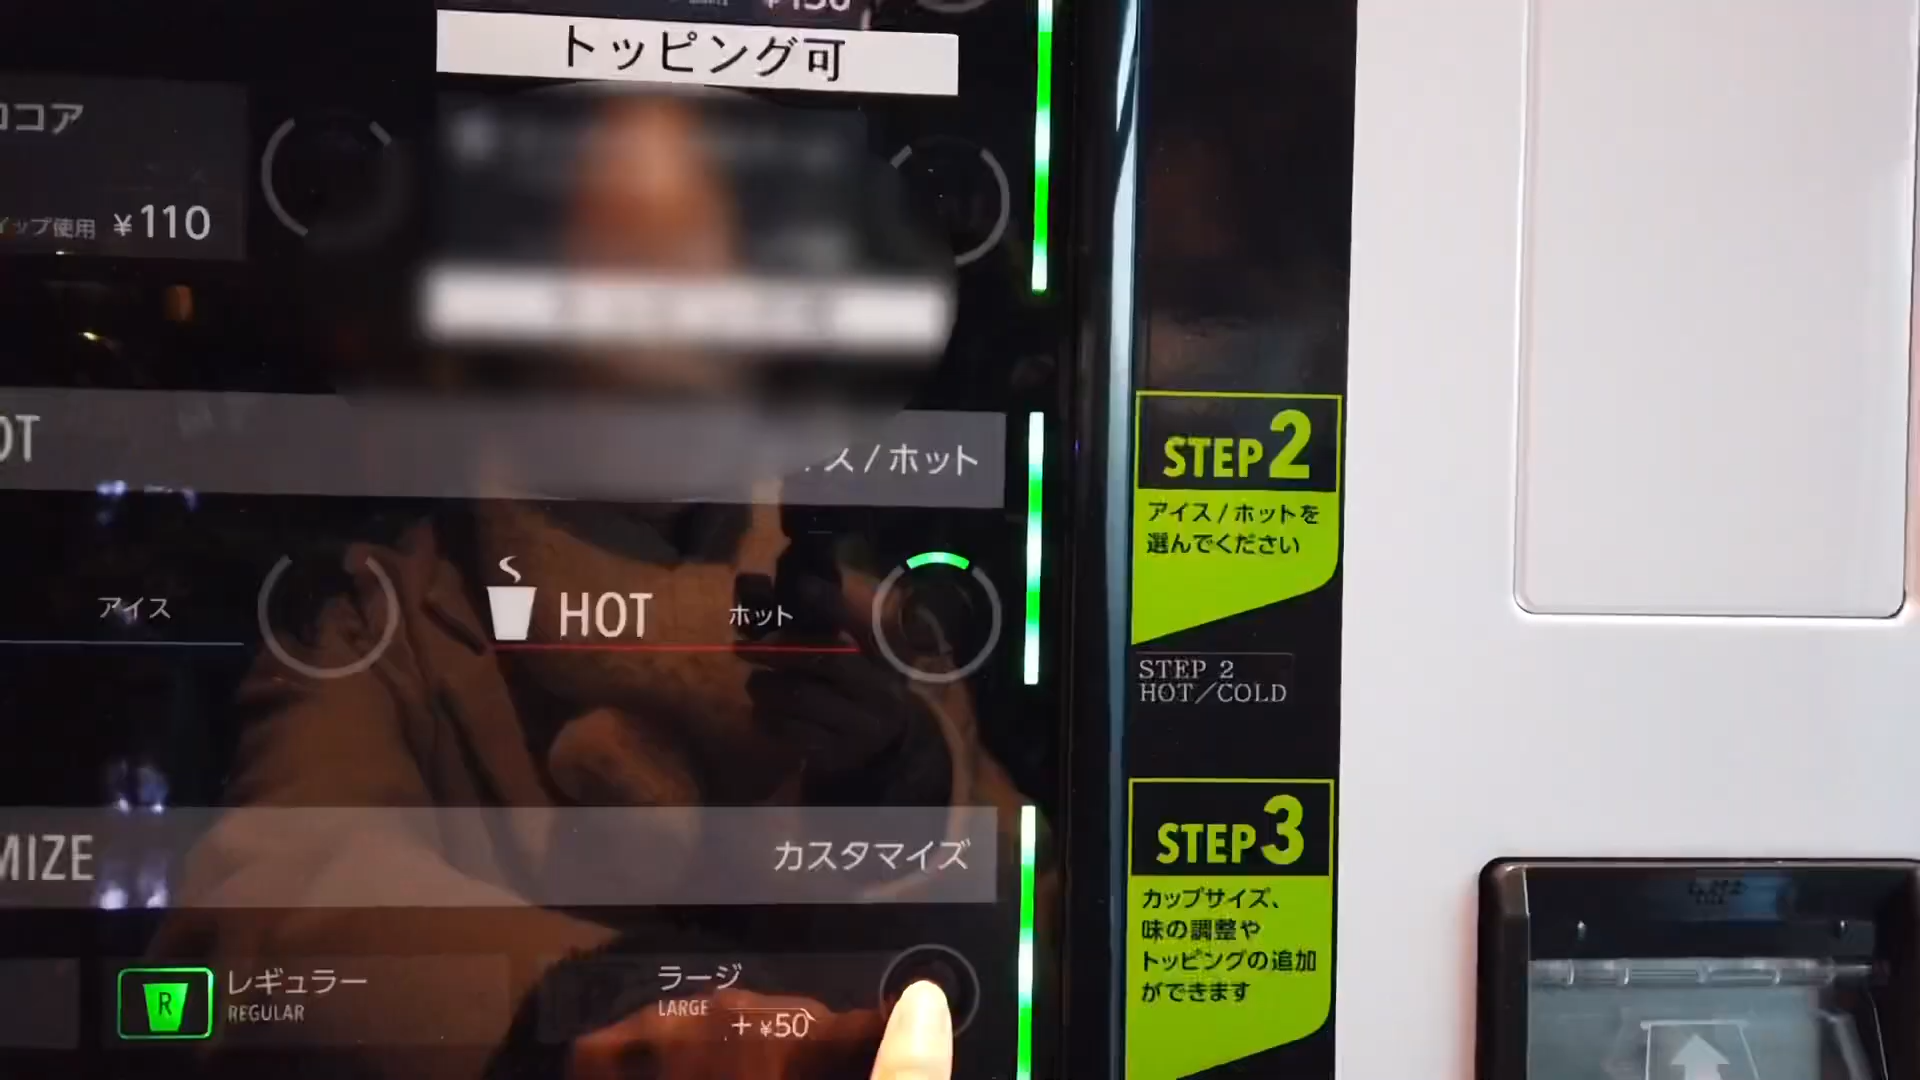 ¥150
トッピング可
ココア
イップ使用 ¥110
OT
ス/ホット
アイス
HOT
ホット
MIZE
カスタマイズ
R
レギュラー
REGULAR
ラージ
LARGE
+¥50
STEP2
アイス/ホットを
選んでください
STEP 2
HOT/COLD
STEP3
カップサイズ、
味の調整や
トッピングの追加
ができます